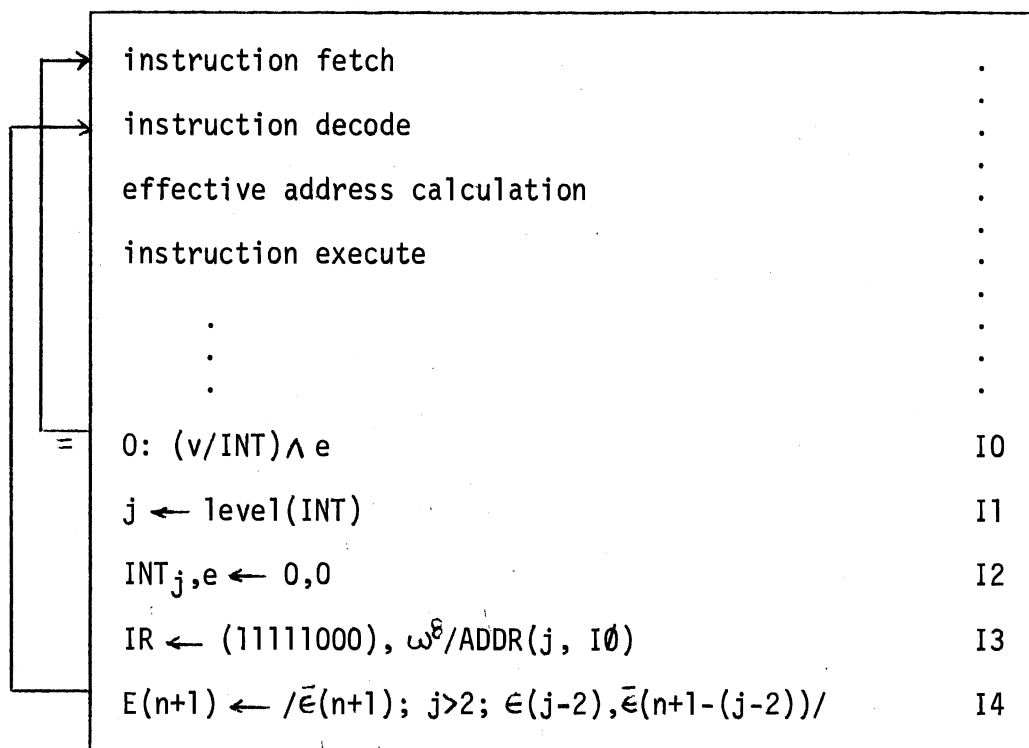 instruction fetch .
instruction decode .
effective address calculation .
instruction execute .
.
.
.
= 0: (v/INT)∧ e I0
j ← level(INT) I1
INTj,e ← 0,0 I2
IR ← (11111000), ω⁸/ADDR(j, IØ) I3
E(n+1) ← /ε̄(n+1); j>2; ∈(j-2),ε̄(n+1-(j-2))/ I4